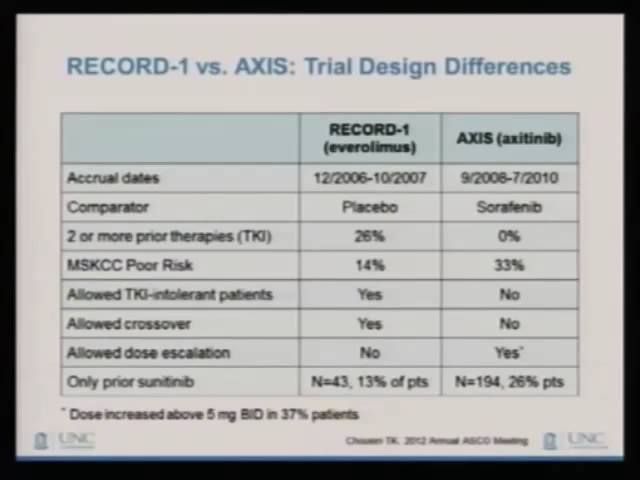 RECORD-1 vs. AXIS: Trial Design Differences
RECORD-1 (everolimus) AXIS (axitinib)
Accrual dates 12/2006-10/2007 9/2008-7/2010
Comparator Placebo Sorafenib
2 or more prior therapies (TKI) 26% 0%
MSKCC Poor Risk 14% 33%
Allowed TKI-intolerant patients Yes No
Allowed crossover Yes No
Allowed dose escalation No Yes*
Only prior sunitinib N=43, 13% of pts N=194, 26% pts
* Dose increased above 5 mg BID in 37% patients
UNC Choueiri TK. 2012 Annual ASCO Meeting UNC